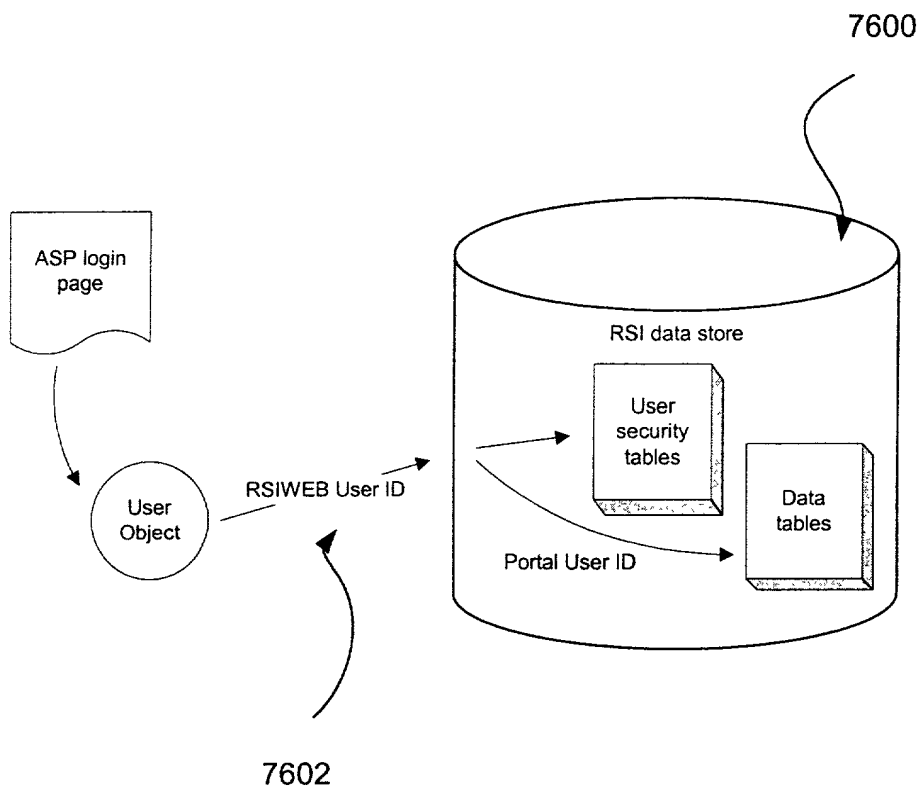 7600
ASP login
page
RSI data store
User
security
tables
RSIWEB User ID
User
Object
Data
tables
Portal User ID
7602